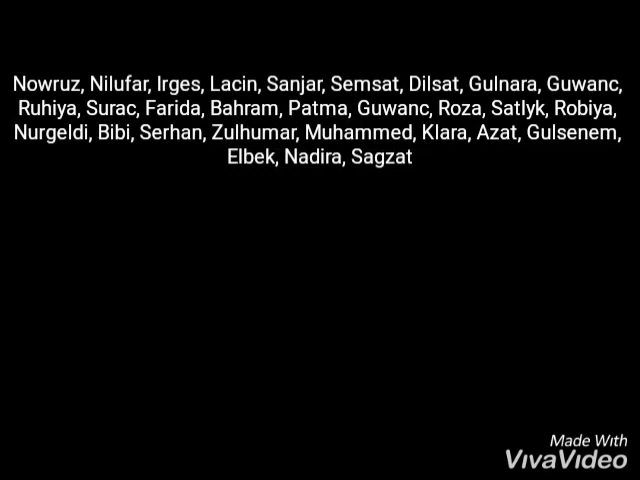 Nowruz, Nilufar, Irges, Lacin, Sanjar, Semsat, Dilsat, Gulnara, Guwanc,
Ruhiya, Surac, Farida, Bahram, Patma, Guwanc, Roza, Satlyk, Robiya,
Nurgeldi, Bibi, Serhan, Zulhumar, Muhammed, Klara, Azat, Gulsenem,
Elbek, Nadira, Sagzat
Made With
VivaVideo